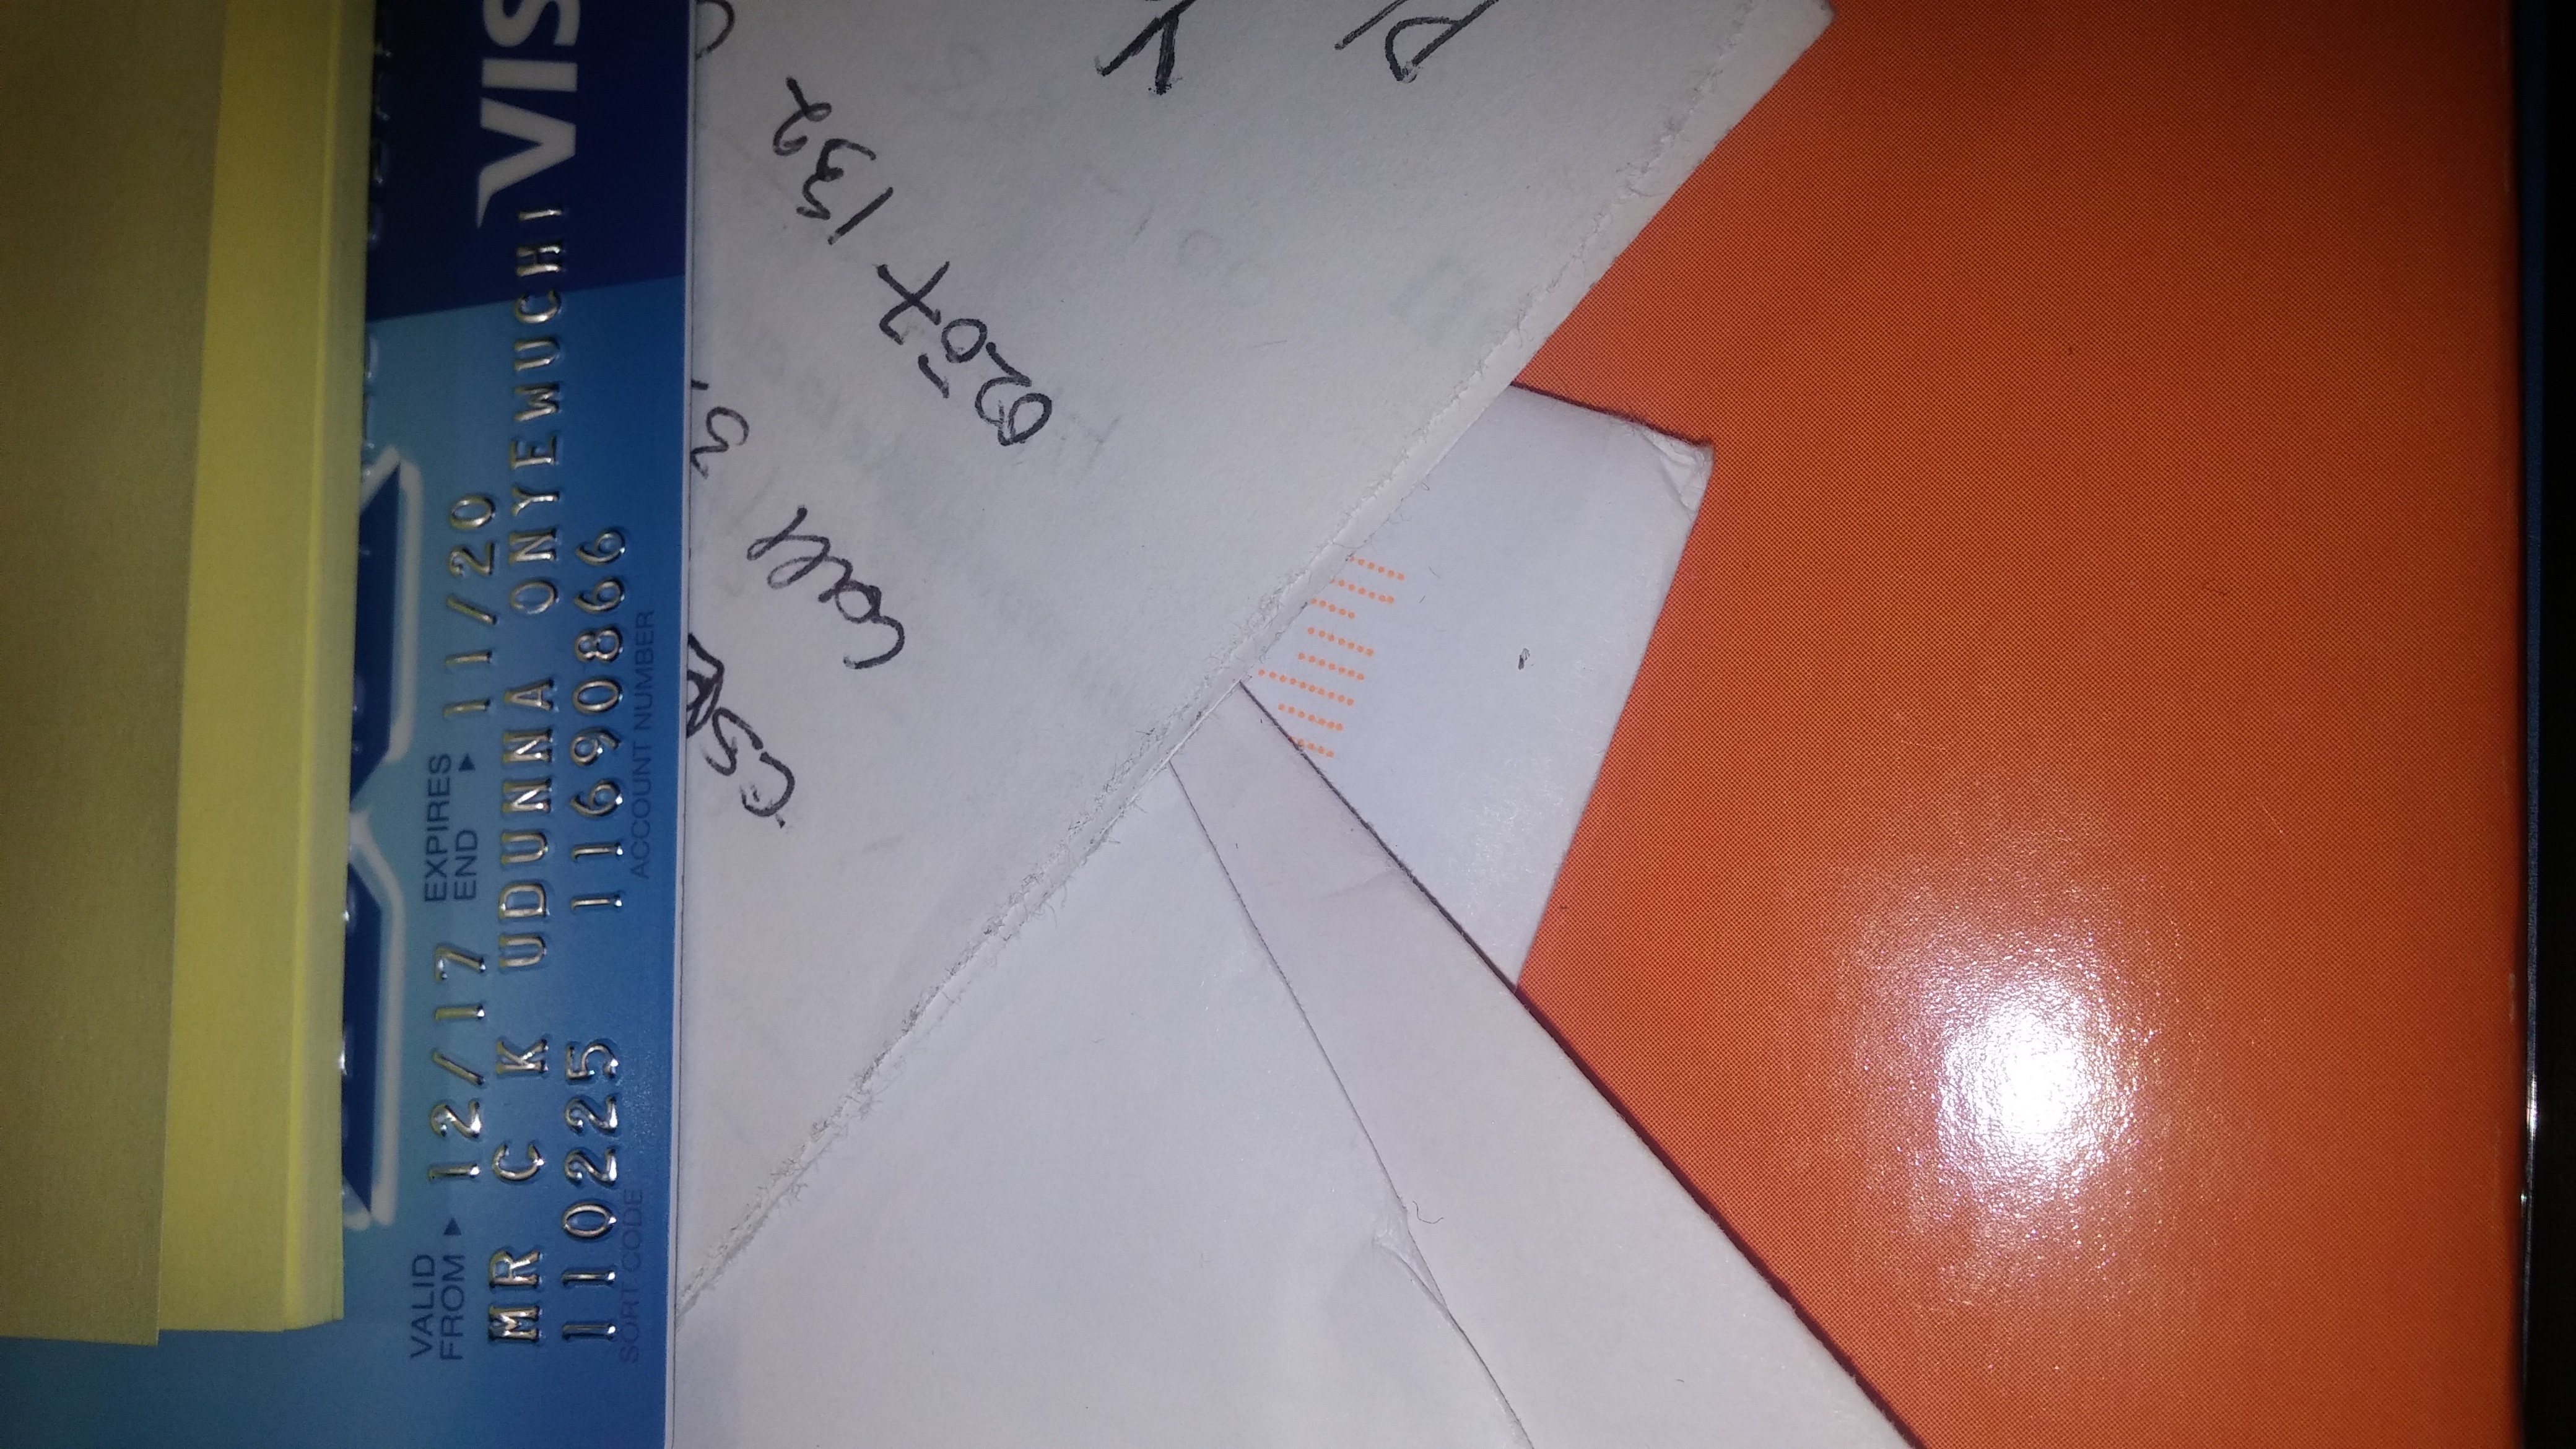 VALID FROM 12/17 EXPIRES END 11/20
MR C K UDUNNA ONYEWUCHI
110225 11690866
SORT CODE ACCOUNT NUMBER
VIS
Call 3
0207 132